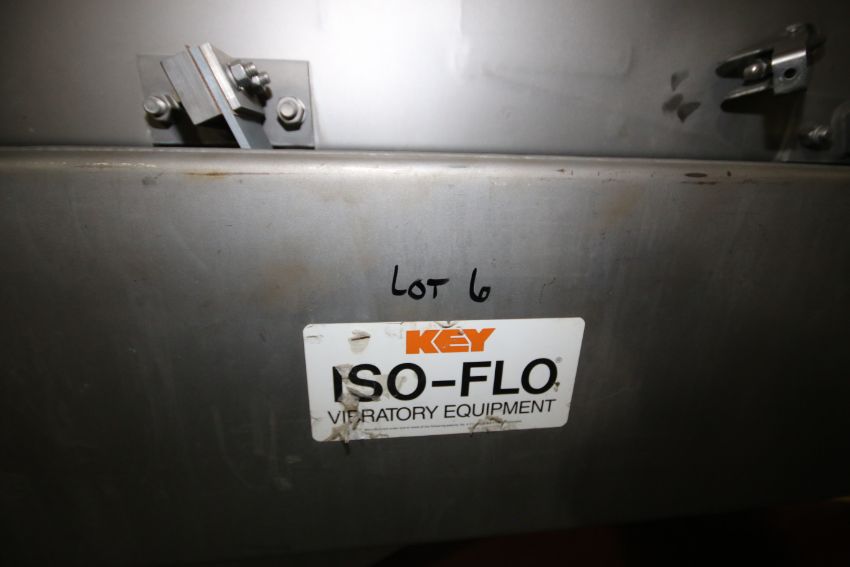 LOT 6
KEY
ISO-FLO®
VIBRATORY EQUIPMENT